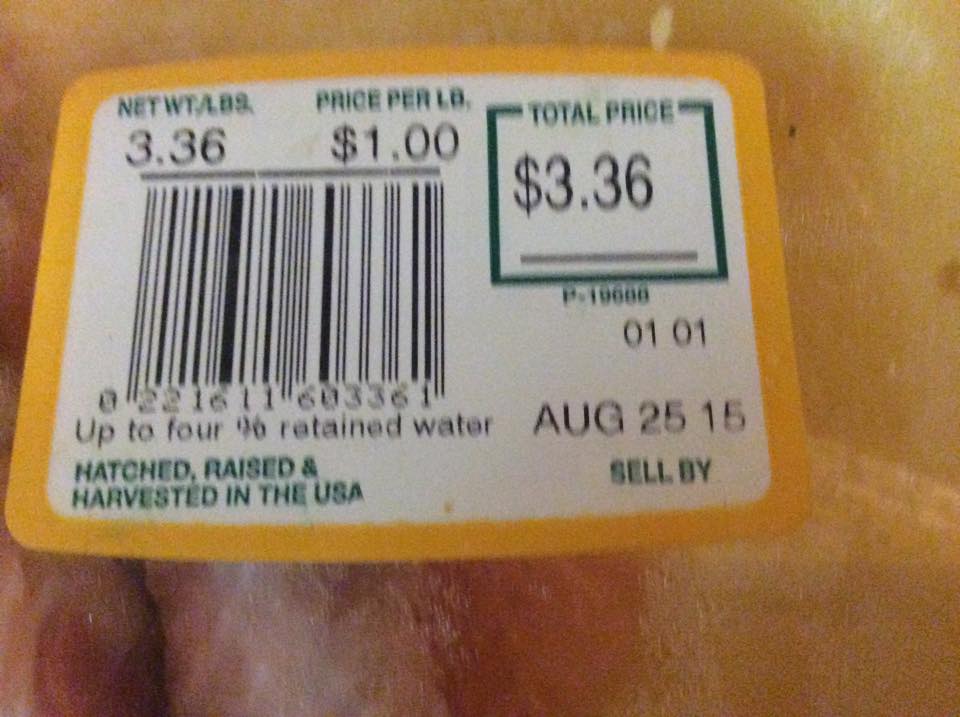 NET WT./LBS. PRICE PER LB. TOTAL PRICE
3.36 $1.00 $3.36
P-19688
01 01
0 221611 603361
Up to four % retained water
AUG 25 15
HATCHED, RAISED &
HARVESTED IN THE USA
SELL BY